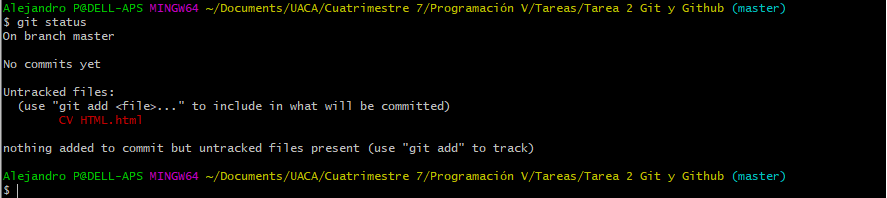 Alejandro P@DELL-APS MINGW64 ~/Documents/UACA/Cuatrimestre 7/Programación V/Tareas/Tarea 2 Git y Github (master)
$ git status
On branch master
No commits yet
Untracked files:
(use "git add <file>..." to include in what will be committed)
CV HTML.html
nothing added to commit but untracked files present (use "git add" to track)
Alejandro P@DELL-APS MINGW64 ~/Documents/UACA/Cuatrimestre 7/Programación V/Tareas/Tarea 2 Git y Github (master)
$